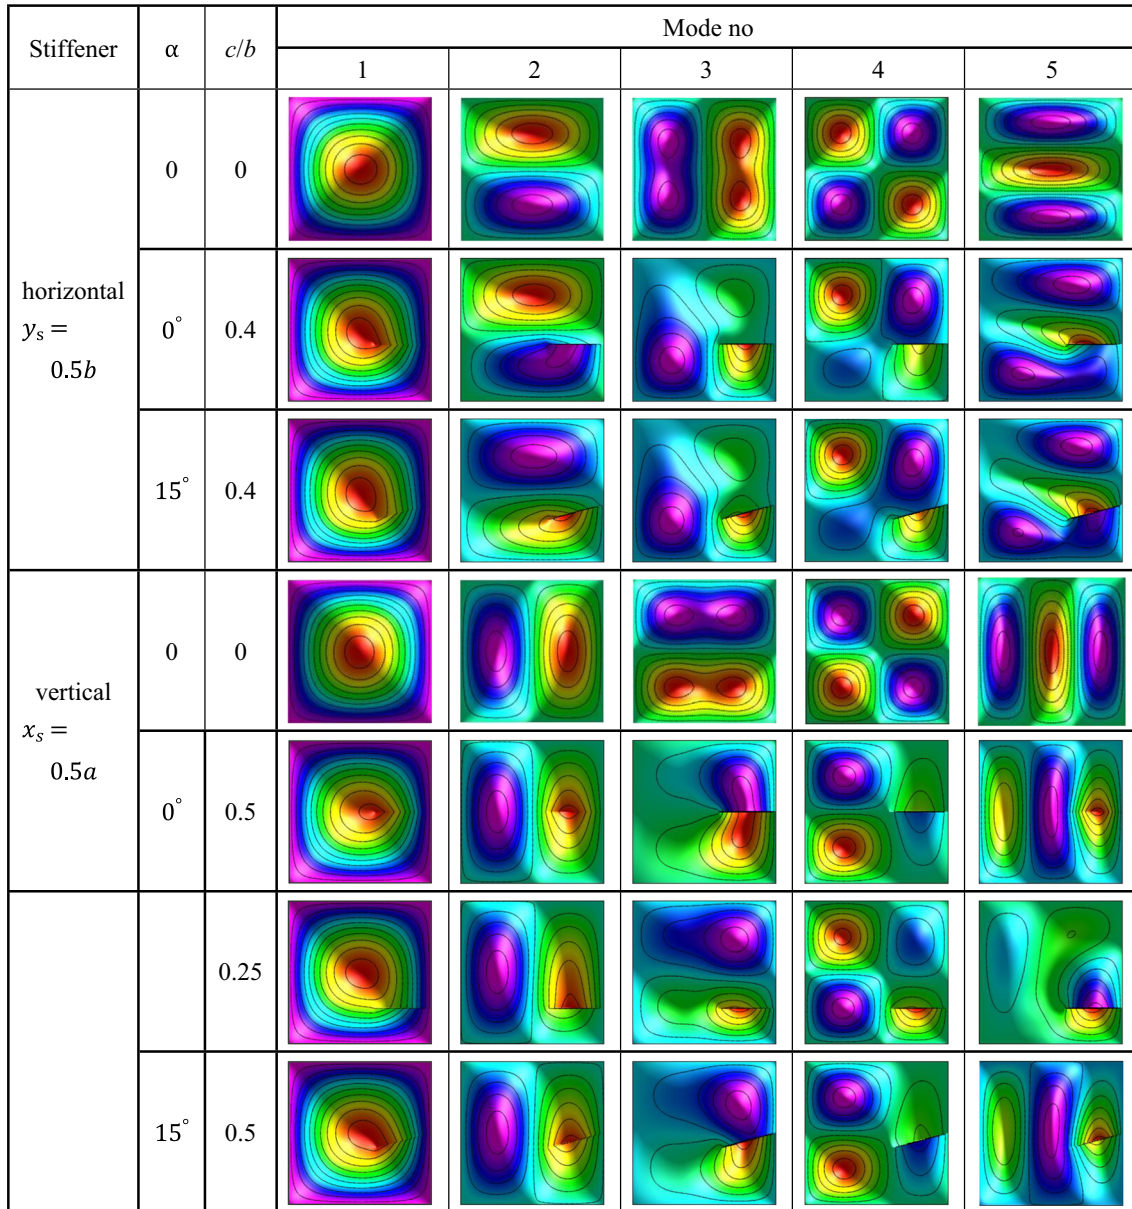 Stiffener α c/b Mode no
1 2 3 4 5
0 0
horizontal
y_s =
0.5b
0° 0.4
15° 0.4
0 0
vertical
x_s =
0.5a
0° 0.5
0.25
15° 0.5